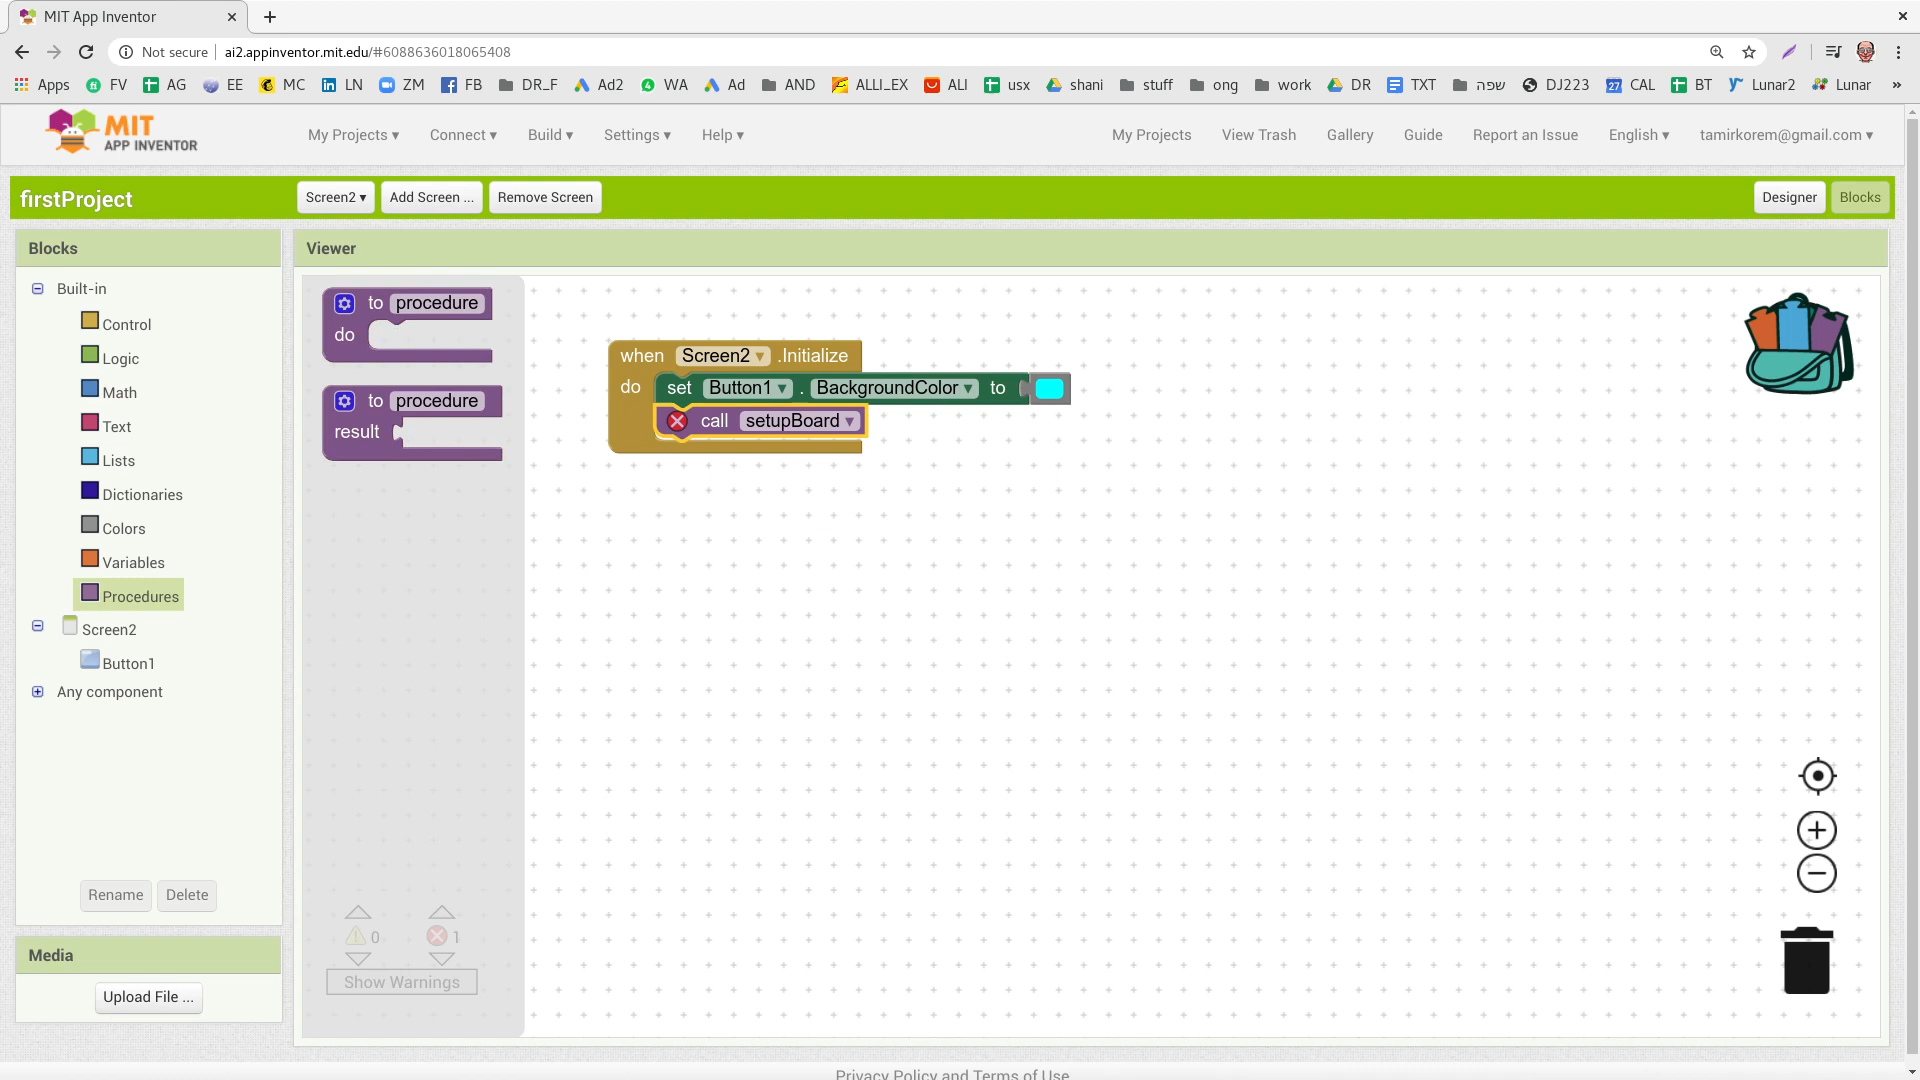 MIT App Inventor
Not secure ai2.appinventor.mit.edu/#6088636018065408
Apps FV AG EE MC LN ZM FB DR_F Ad2 WA Ad AND ALLI_EX ALI usx shani stuff ong work DR TXT שפה DJ223 27 CAL BT Lunar2 Lunar »
MIT
APP INVENTOR
My Projects ▾ Connect ▾ Build ▾ Settings ▾ Help ▾ My Projects View Trash Gallery Guide Report an Issue English ▾ tamirkorem@gmail.com ▾
firstProject Screen2 ▾ Add Screen ... Remove Screen Designer Blocks
Blocks
Viewer
Built-in
Control
Logic
Math
Text
Lists
Dictionaries
Colors
Variables
Procedures
Screen2
Button1
Any component
Rename Delete
Media
Upload File ...
to procedure
do
to procedure
result
when Screen2 ▾ .Initialize
do set Button1 ▾ . BackgroundColor ▾ to
call setupBoard ▾
0 1
Show Warnings
Privacy Policy and Terms of Use